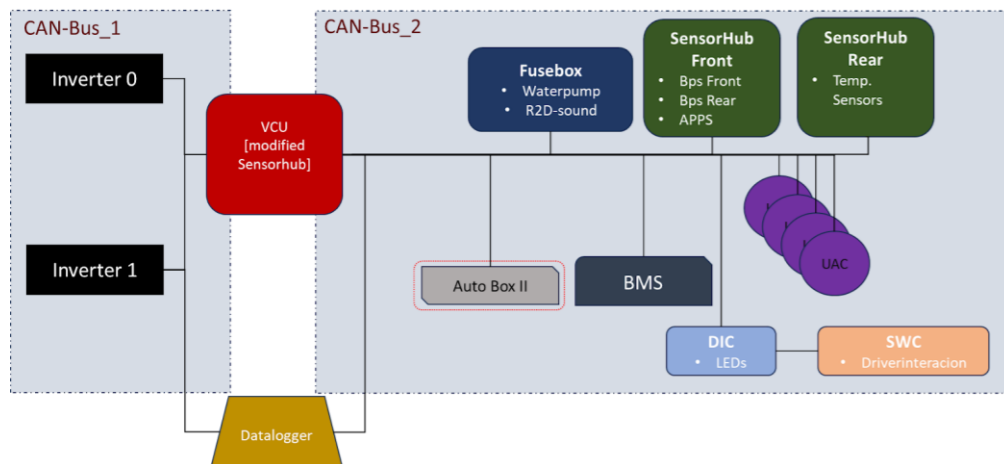 CAN-Bus_1
CAN-Bus_2
Inverter 0
VCU
[modified
Sensorhub]
Fusebox
• Waterpump
• R2D-sound
SensorHub
Front
• Bps Front
• Bps Rear
• APPS
SensorHub
Rear
• Temp.
Sensors
Inverter 1
Auto Box II
BMS
UAC
DIC
• LEDs
SWC
• Driverinteracion
Datalogger